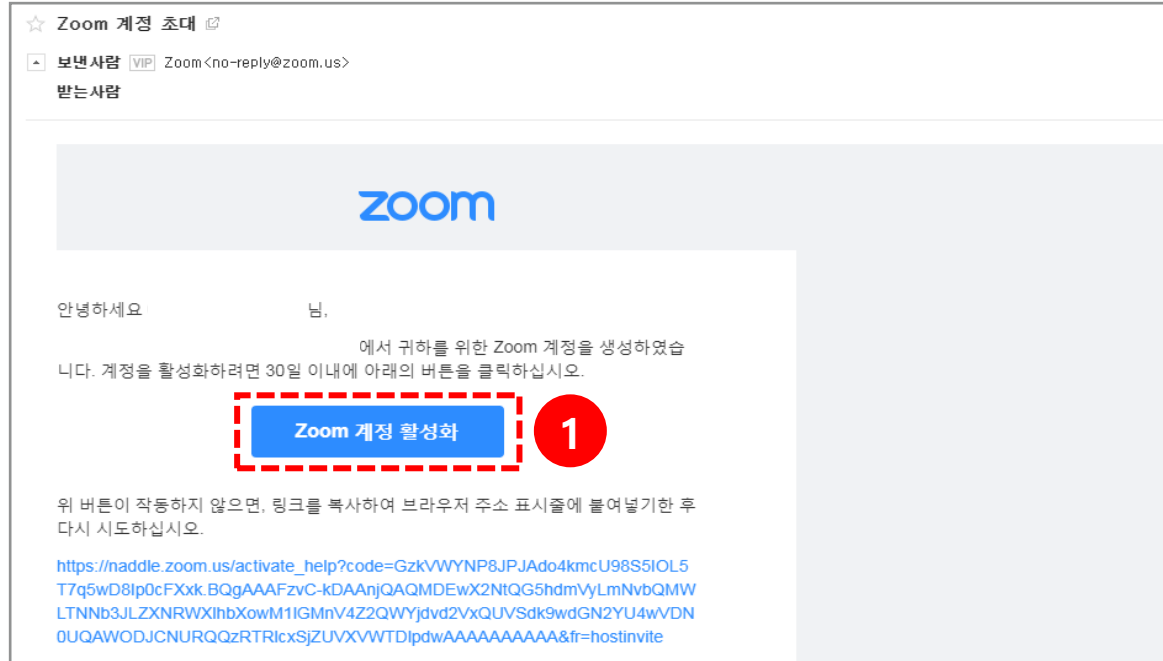 Zoom 계정 초대
보낸사람 VIP Zoom<no-reply@zoom.us>
받는사람
zoom
안녕하세요 님,
에서 귀하를 위한 Zoom 계정을 생성하였습
니다. 계정을 활성화하려면 30일 이내에 아래의 버튼을 클릭하십시오.
Zoom 계정 활성화
1
위 버튼이 작동하지 않으면, 링크를 복사하여 브라우저 주소 표시줄에 붙여넣기한 후
다시 시도하십시오.
https://naddle.zoom.us/activate_help?code=GzkVWYNP8JPJAdo4kmcU98S5IOL5
T7q5wD8Ip0cFXxk.BQgAAAFzvC-kDAAnjQAQMDEwX2NtQG5hdmVyLmNvbQMW
LTNNb3JLZXNRWXlhbXowM1lGMnV4Z2QWYjdvd2VxQUVSdk9wdGN2YU4wVDN
0UQAWODJCNURQQzRTRlcxSjZUVXVWTDlpdwAAAAAAAAAA&fr=hostinvite